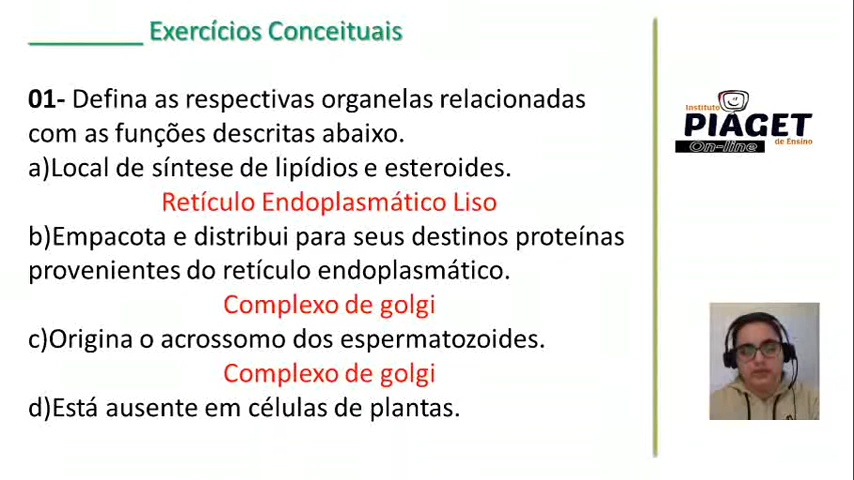 ________ Exercícios Conceituais
01- Defina as respectivas organelas relacionadas
com as funções descritas abaixo.
a)Local de síntese de lipídios e esteroides.
Retículo Endoplasmático Liso
b)Empacota e distribui para seus destinos proteínas
provenientes do retículo endoplasmático.
Complexo de golgi
c)Origina o acrossomo dos espermatozoides.
Complexo de golgi
d)Está ausente em células de plantas.
Instituto
PIAGET
On-line
de Ensino